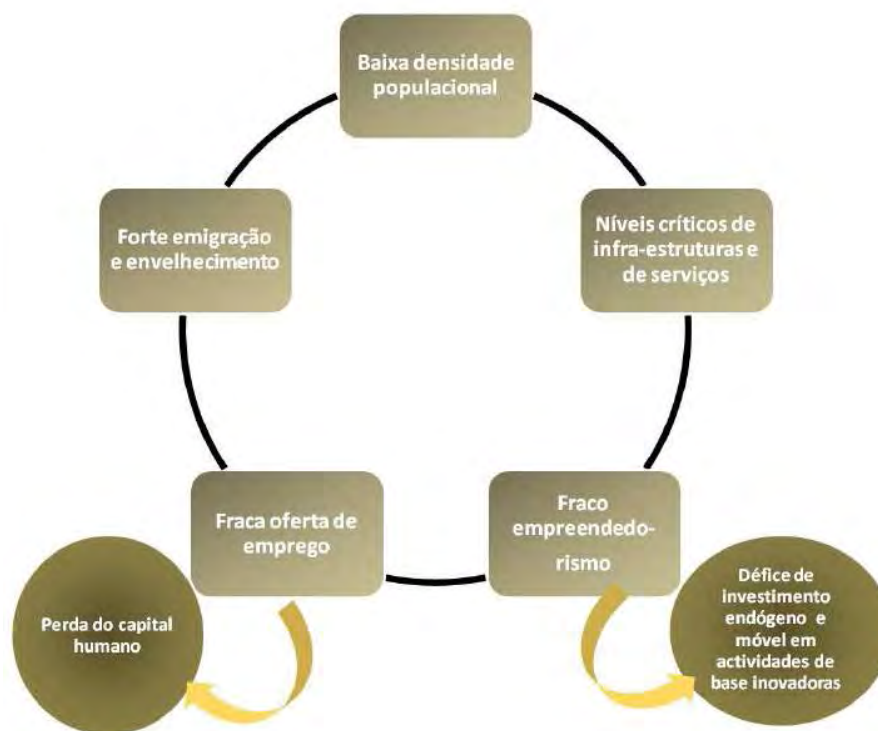 Baixa densidade
populacional
Níveis críticos de
infra-estruturas e
de serviços
Forte emigração
e envelhecimento
Fraco
empreendedo-
rismo
Fraca oferta de
emprego
Défice de
investimento
endógeno e
móvel em
actividades de
base inovadoras
Perda do capital
humano